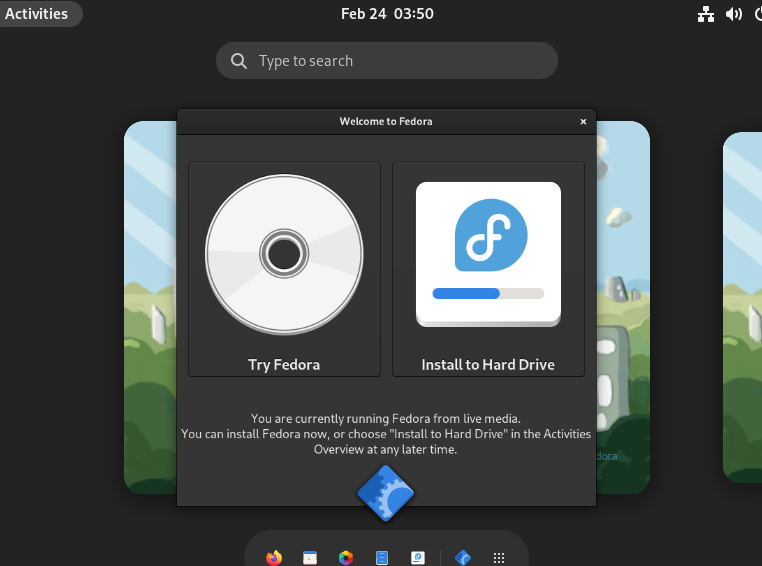 Activities
Feb 24 03:50
Type to search
Welcome to Fedora
Try Fedora
Install to Hard Drive
You are currently running Fedora from live media.
You can install Fedora now, or choose "Install to Hard Drive" in the Activities
Overview at any later time.
dora